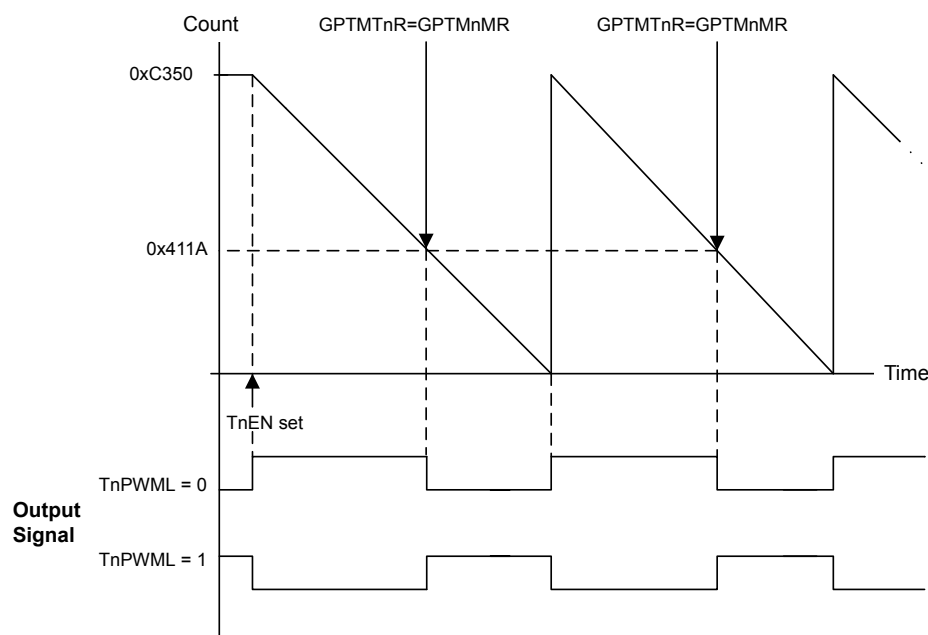 Count
GPTMTnR=GPTMnMR
GPTMTnR=GPTMnMR
0xC350
0x411A
Time
TnEN set
TnPWML = 0
Output
Signal
TnPWML = 1